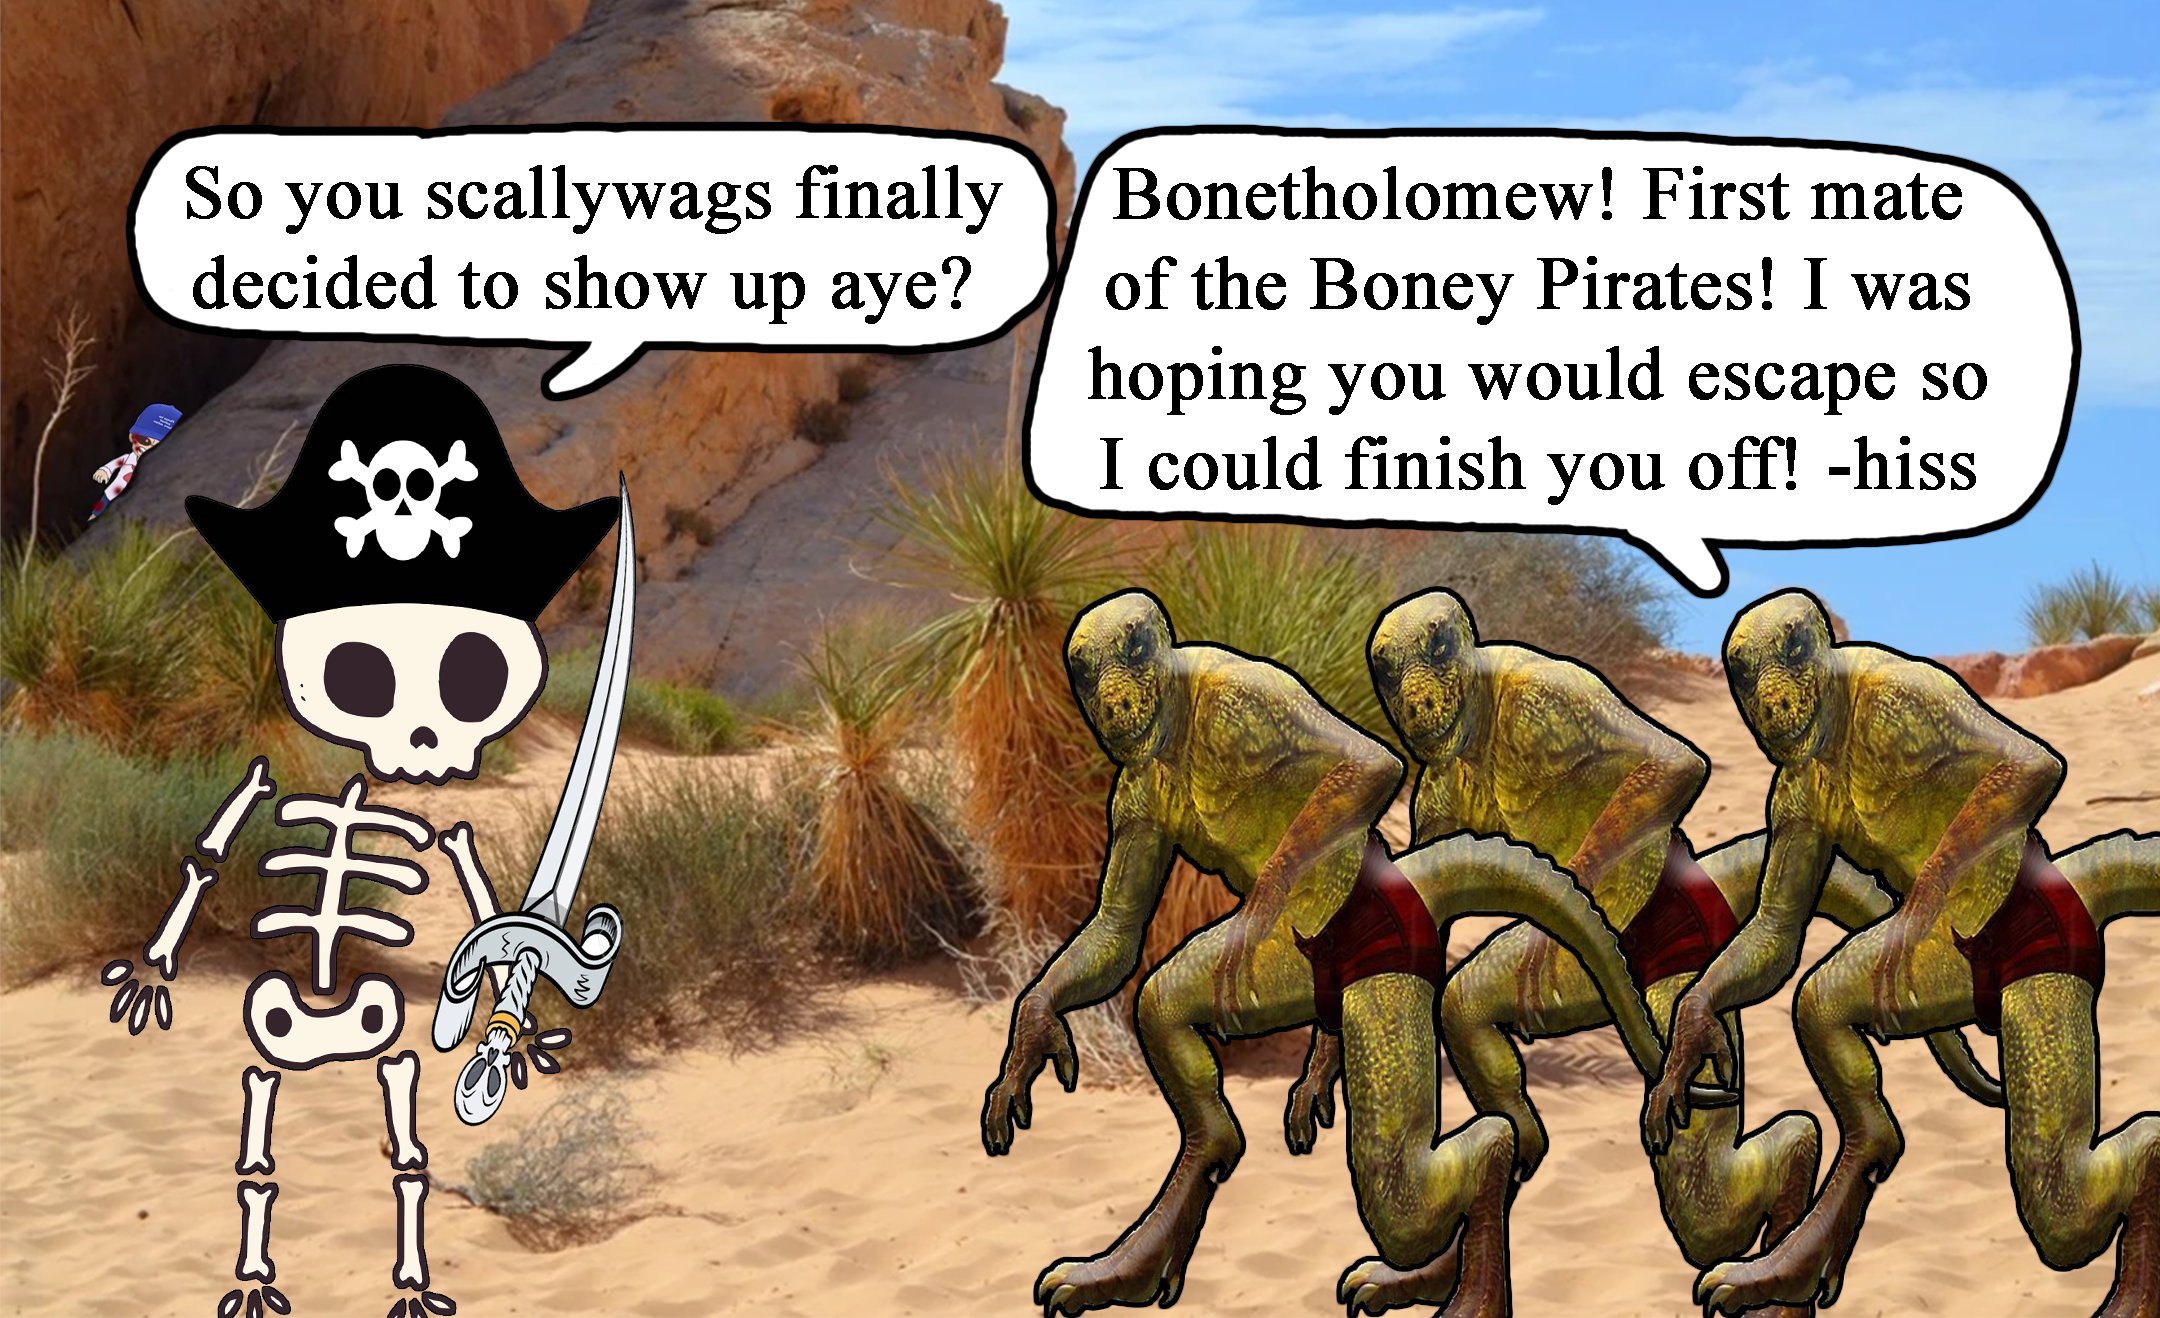 So you scallywags finally
decided to show up aye?
Bonetholomew! First mate
of the Boney Pirates! I was
hoping you would escape so
I could finish you off! -hiss